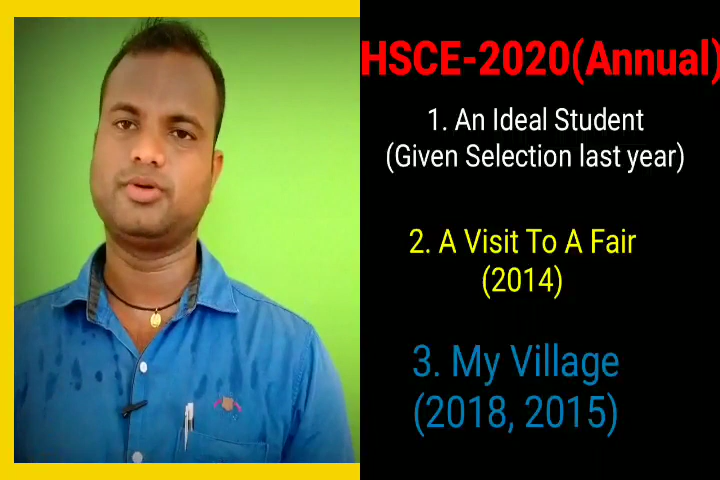 HSCE-2020(Annual)
1. An Ideal Student
(Given Selection last year)
2. A Visit To A Fair
(2014)
3. My Village
(2018, 2015)